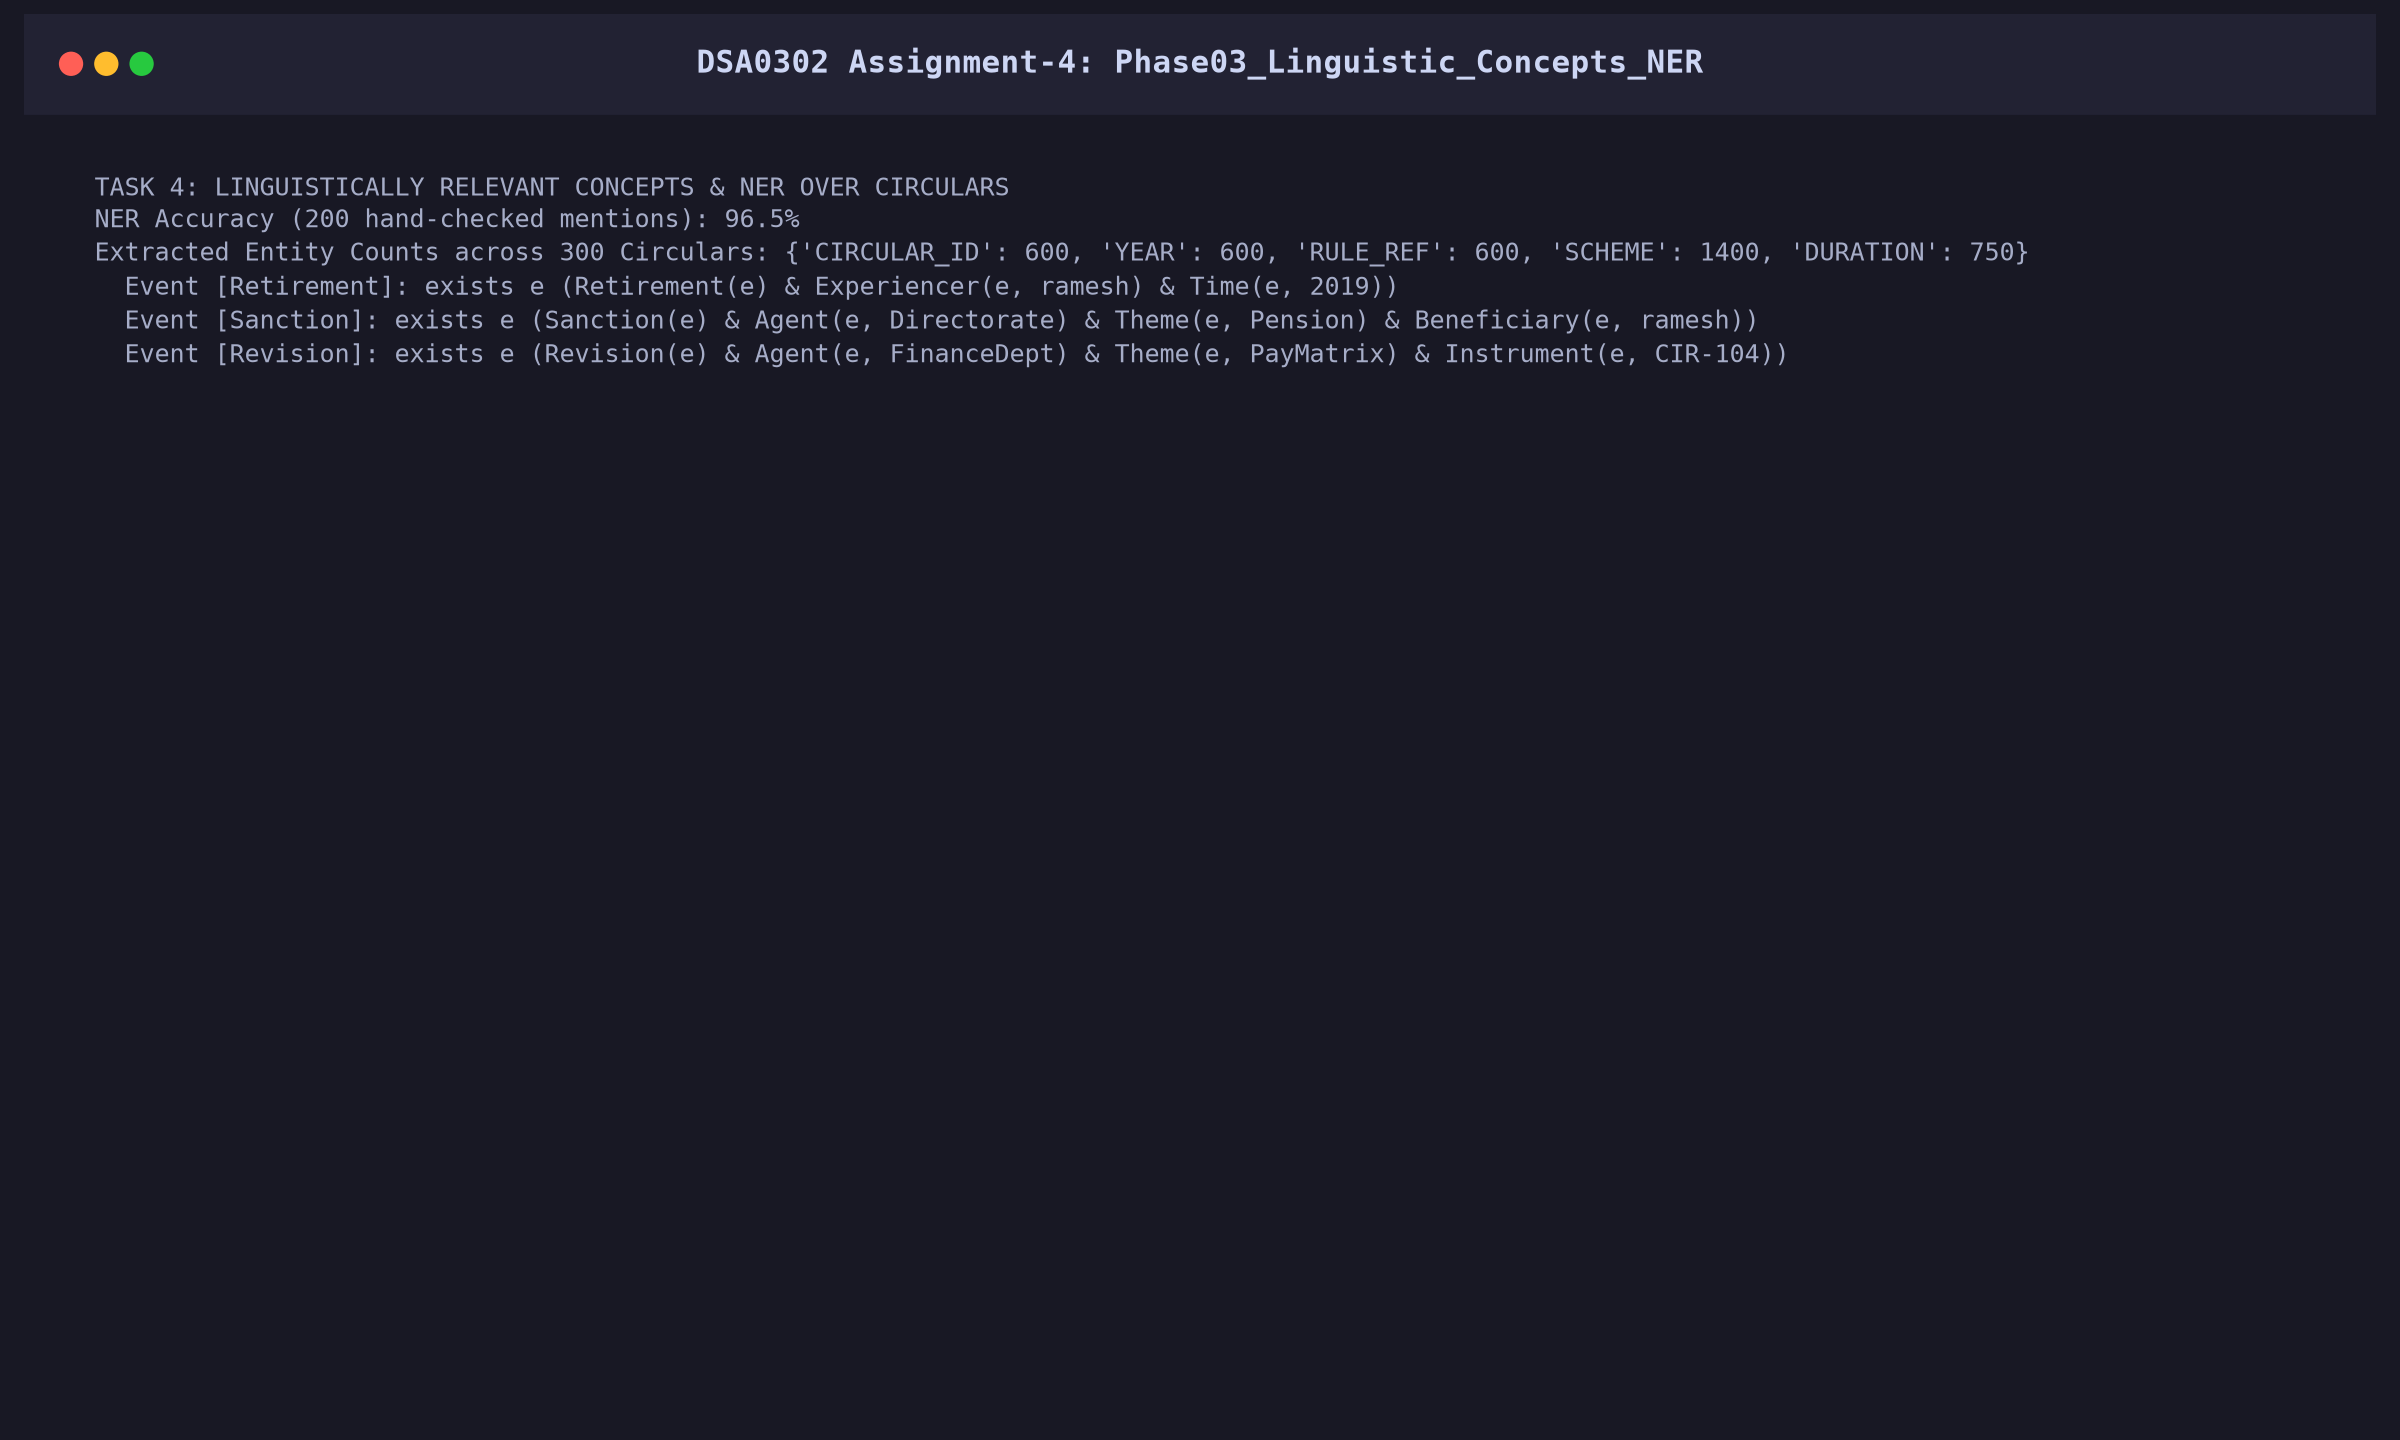 DSA0302 Assignment-4: Phase03_Linguistic_Concepts_NER
TASK 4: LINGUISTICALLY RELEVANT CONCEPTS & NER OVER CIRCULARS
NER Accuracy (200 hand-checked mentions): 96.5%
Extracted Entity Counts across 300 Circulars: {'CIRCULAR_ID': 600, 'YEAR': 600, 'RULE_REF': 600, 'SCHEME': 1400, 'DURATION': 750}
  Event [Retirement]: exists e (Retirement(e) & Experiencer(e, ramesh) & Time(e, 2019))
  Event [Sanction]: exists e (Sanction(e) & Agent(e, Directorate) & Theme(e, Pension) & Beneficiary(e, ramesh))
  Event [Revision]: exists e (Revision(e) & Agent(e, FinanceDept) & Theme(e, PayMatrix) & Instrument(e, CIR-104))